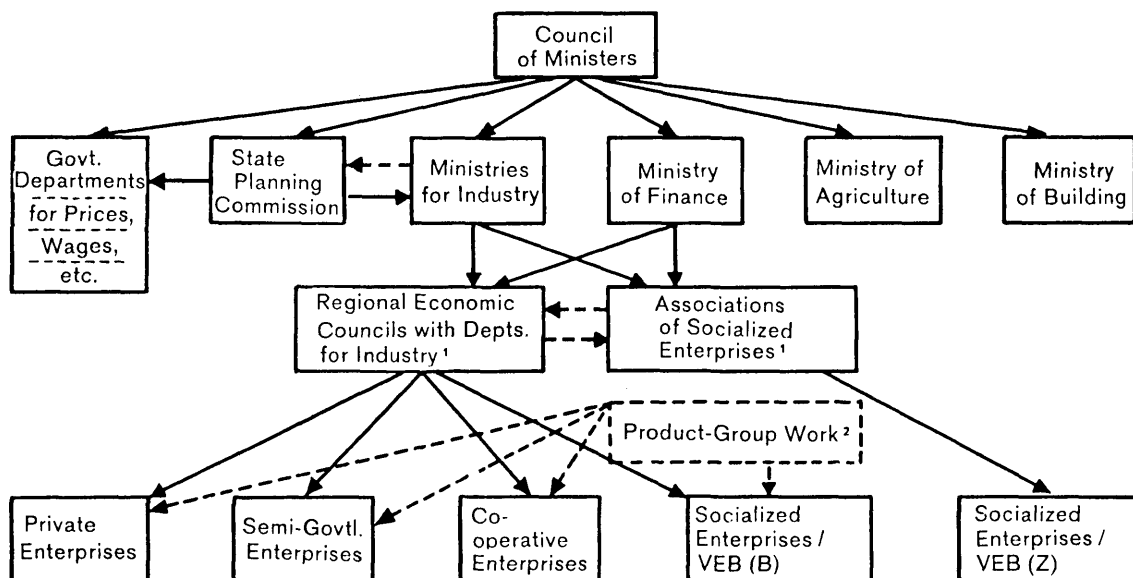 Council
of Ministers
Govt.
Departments
for Prices,
Wages,
etc.
State
Planning
Commission
Ministries
for Industry
Ministry
of Finance
Ministry of
Agriculture
Ministry
of Building
Regional Economic
Councils with Depts.
for Industry ¹
Associations
of Socialized
Enterprises ¹
Product-Group Work ²
Private
Enterprises
Semi-Govtl.
Enterprises
Co-
operative
Enterprises
Socialized
Enterprises /
VEB (B)
Socialized
Enterprises /
VEB (Z)